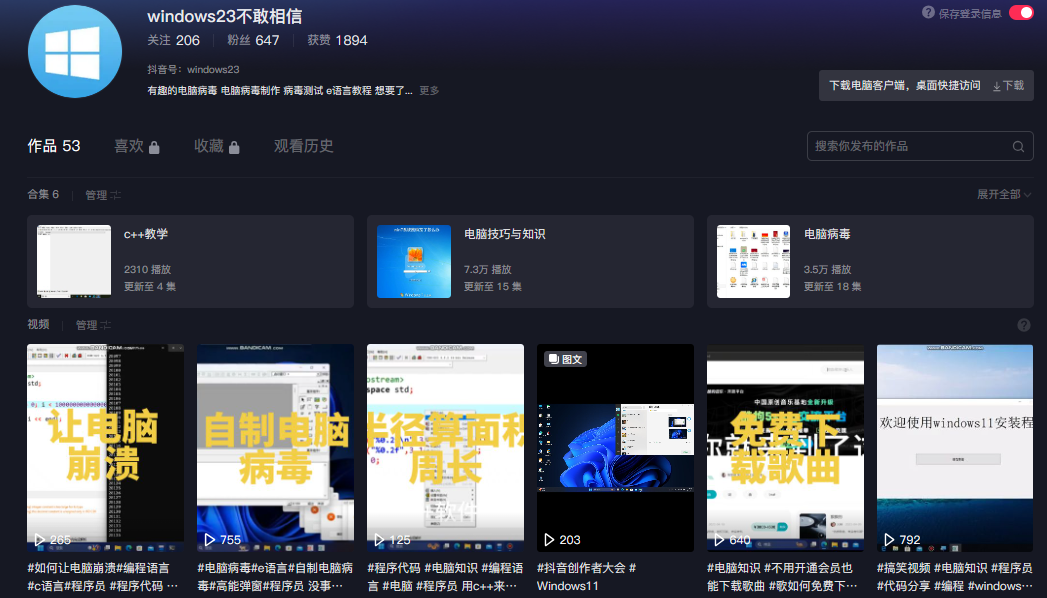 windows23不敢相信
关注 206 粉丝 647 获赞 1894
抖音号：windows23
有趣的电脑病毒 电脑病毒制作 病毒测试 e语言教程 想要了... 更多
保存登录信息
下载电脑客户端，桌面快捷访问 下载
作品 53 喜欢 收藏 观看历史
搜索你发布的作品
合集 6 管理 展开全部
c++教学
2310 播放
更新至 4 集
电脑技巧与知识
7.3万 播放
更新至 15 集
电脑病毒
3.5万 播放
更新至 18 集
视频 管理
让电脑
崩溃
265
#如何让电脑崩溃#编程语言
#c语言#程序员 #程序代码 ···
自制电脑
病毒
755
#电脑病毒#e语言#自制电脑病
毒#高能弹窗#程序员 没事···
半径算面积
周长
125
#程序代码 #电脑知识 #编程语
言 #电脑 #程序员 用c++来···
图文
203
#抖音创作者大会 #
Windows11
中国原创音乐基地全新升级
免费下
载歌曲
640
#电脑知识 #不用开通会员也
能下载歌曲 #歌如何免费下···
欢迎使用windows11安装程
792
#搞笑视频 #电脑知识 #程序员
#代码分享 #编程 #windows···